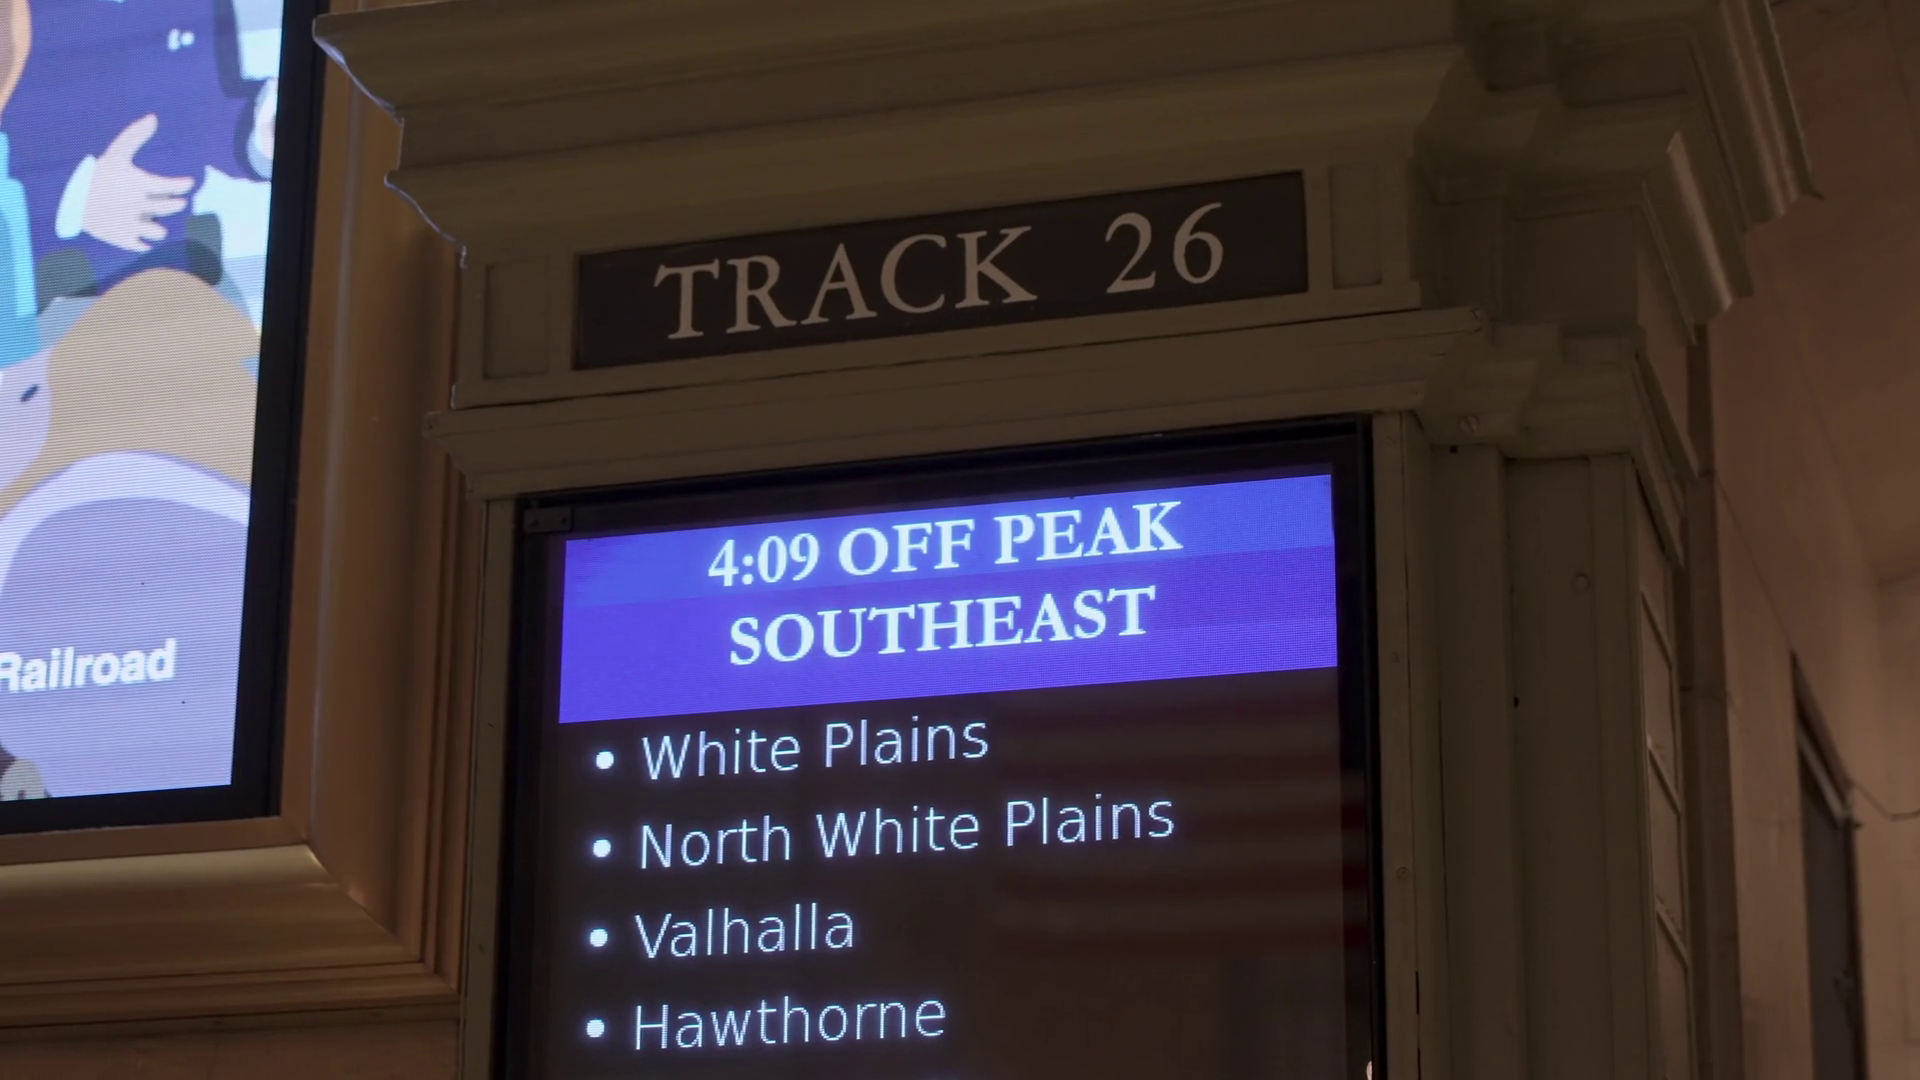 TRACK 26
4:09 OFF PEAK
SOUTHEAST
• White Plains
• North White Plains
• Valhalla
• Hawthorne
Railroad